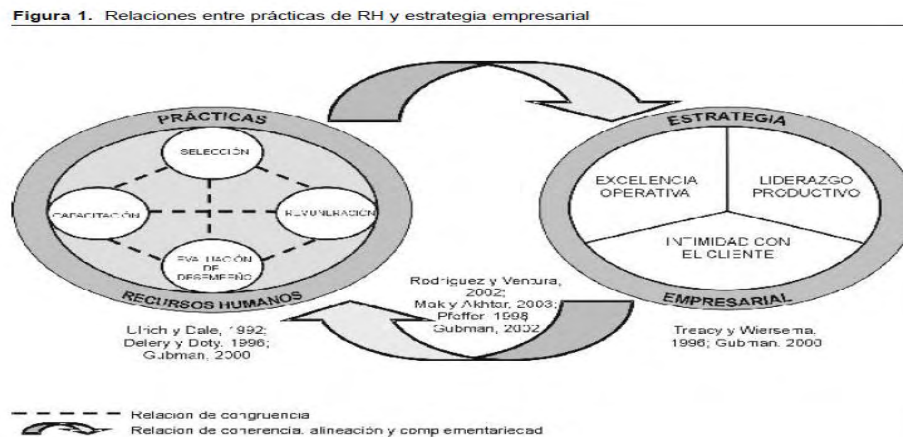 Figura 1. Relaciones entre prácticas de RH y estrategia empresarial
PRÁCTICAS
SELECCIÓN
CAPACITACIÓN
REMUNERACIÓN
EVALUACIÓN
DE
DESEMPEÑO
RECURSOS HUMANOS
Ulrich y Dale, 1992;
Delery y Doty, 1996;
Gubman, 2000
Rodríguez y Ventura,
2002;
Mak y Akhtar, 2003;
Pfeffer, 1998
Gubman, 2002
ESTRATEGIA
EXCELENCIA
OPERATIVA
LIDERAZGO
PRODUCTIVO
INTIMIDAD CON
EL CLIENTE
EMPRESARIAL
Treacy y Wiersema,
1996; Gubman, 2000
Relación de congruencia
Relación de coherencia, alineación y complementariedad